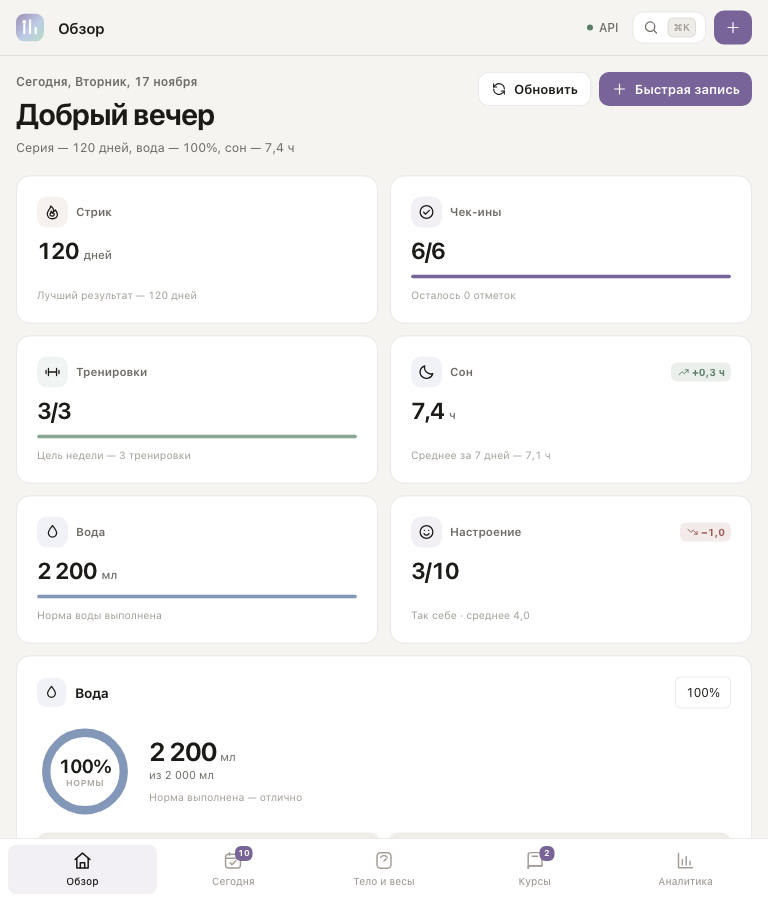 Обзор
API
⌘K
Сегодня, Вторник, 17 ноября
Добрый вечер
Серия — 120 дней, вода — 100%, сон — 7,4 ч
Обновить
Быстрая запись
Стрик
120 дней
Лучший результат — 120 дней
Чек-ины
6/6
Осталось 0 отметок
Тренировки
3/3
Цель недели — 3 тренировки
Сон
+0,3 ч
7,4 ч
Среднее за 7 дней — 7,1 ч
Вода
2 200 мл
Норма воды выполнена
Настроение
−1,0
3/10
Так себе · среднее 4,0
Вода
100%
100%
НОРМЫ
2 200 мл
из 2 000 мл
Норма выполнена — отлично
Обзор
10
Сегодня
Тело и весы
2
Курсы
Аналитика